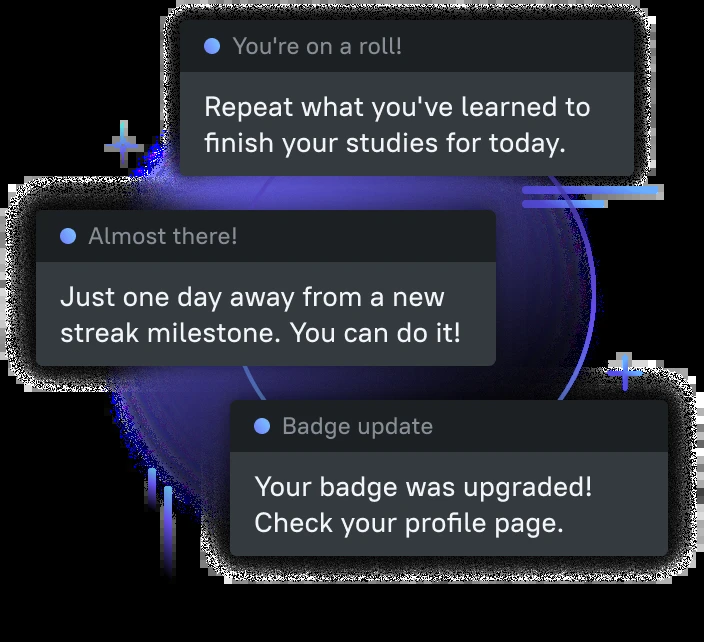 You're on a roll!
Repeat what you've learned to
finish your studies for today.
Almost there!
Just one day away from a new
streak milestone. You can do it!
Badge update
Your badge was upgraded!
Check your profile page.